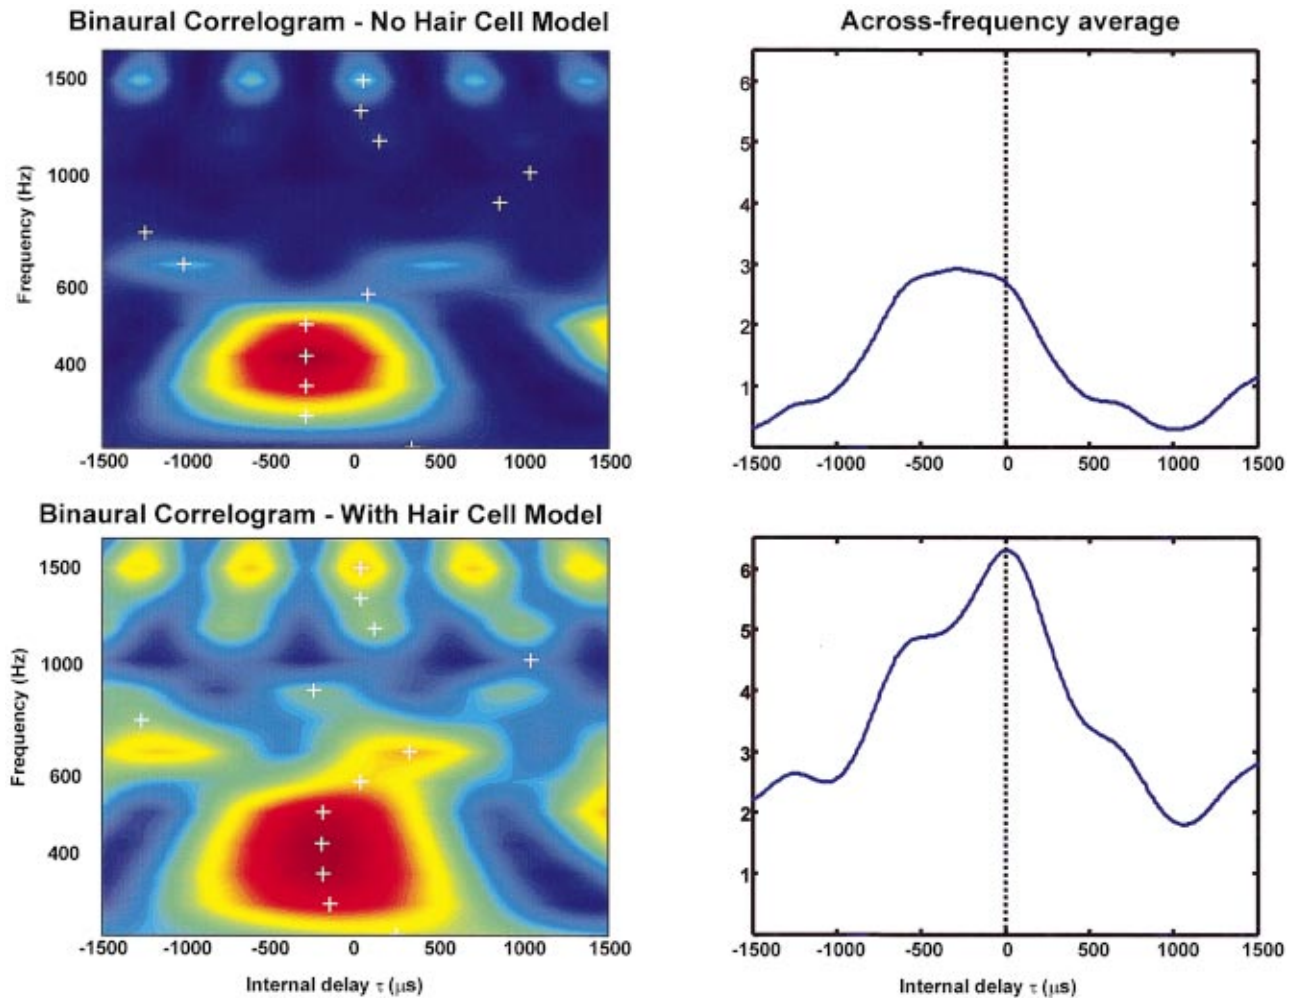 Binaural Correlogram - No Hair Cell Model
Frequency (Hz)
1500
1000
600
400
-1500 -1000 -500 0 500 1000 1500
Across-frequency average
6
5
4
3
2
1
-1500 -1000 -500 0 500 1000 1500
Binaural Correlogram - With Hair Cell Model
Frequency (Hz)
1500
1000
600
400
-1500 -1000 -500 0 500 1000 1500
Internal delay τ (μs)
6
5
4
3
2
1
-1500 -1000 -500 0 500 1000 1500
Internal delay τ (μs)